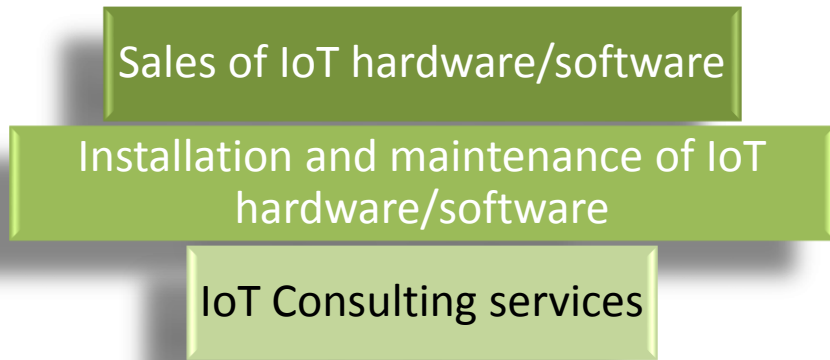 Sales of IoT hardware/software
Installation and maintenance of IoT
hardware/software
IoT Consulting services